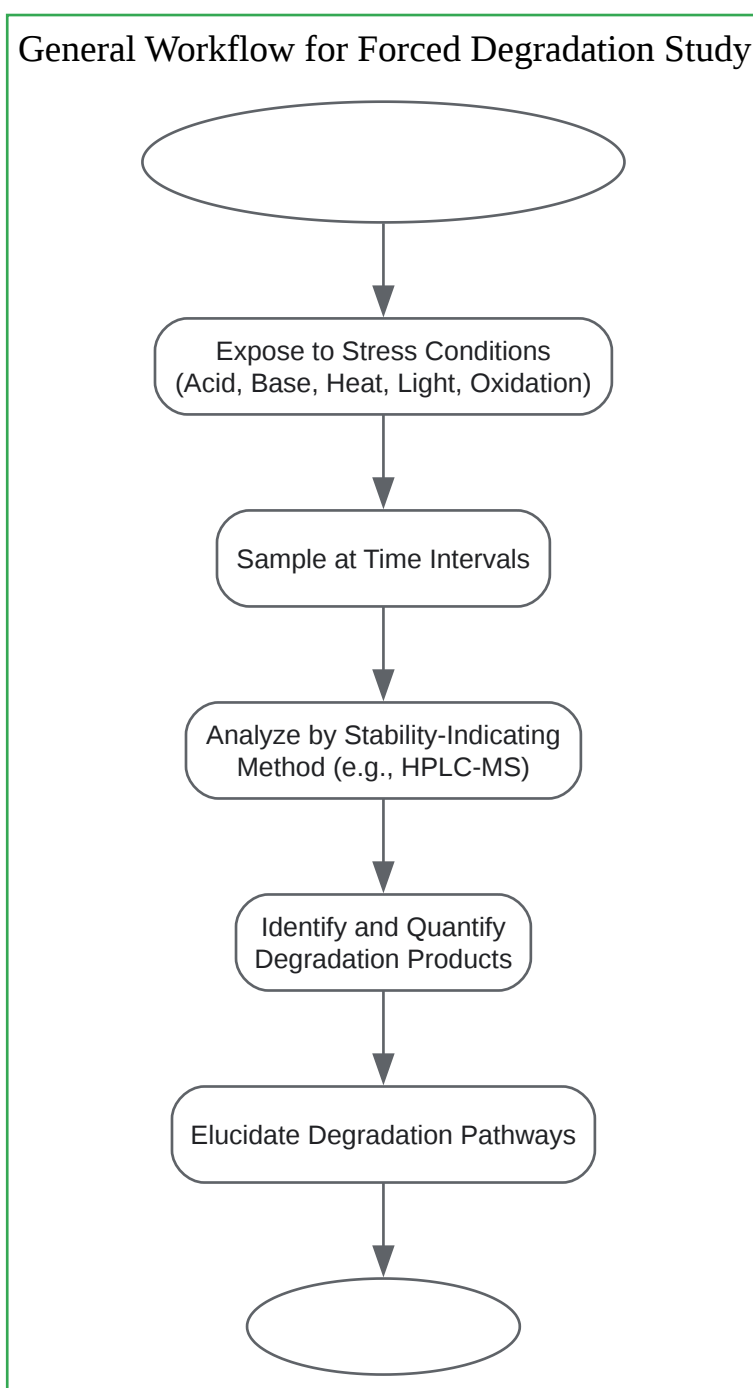 General Workflow for Forced Degradation Study
Expose to Stress Conditions
(Acid, Base, Heat, Light, Oxidation)
Sample at Time Intervals
Analyze by Stability-Indicating
Method (e.g., HPLC-MS)
Identify and Quantify
Degradation Products
Elucidate Degradation Pathways